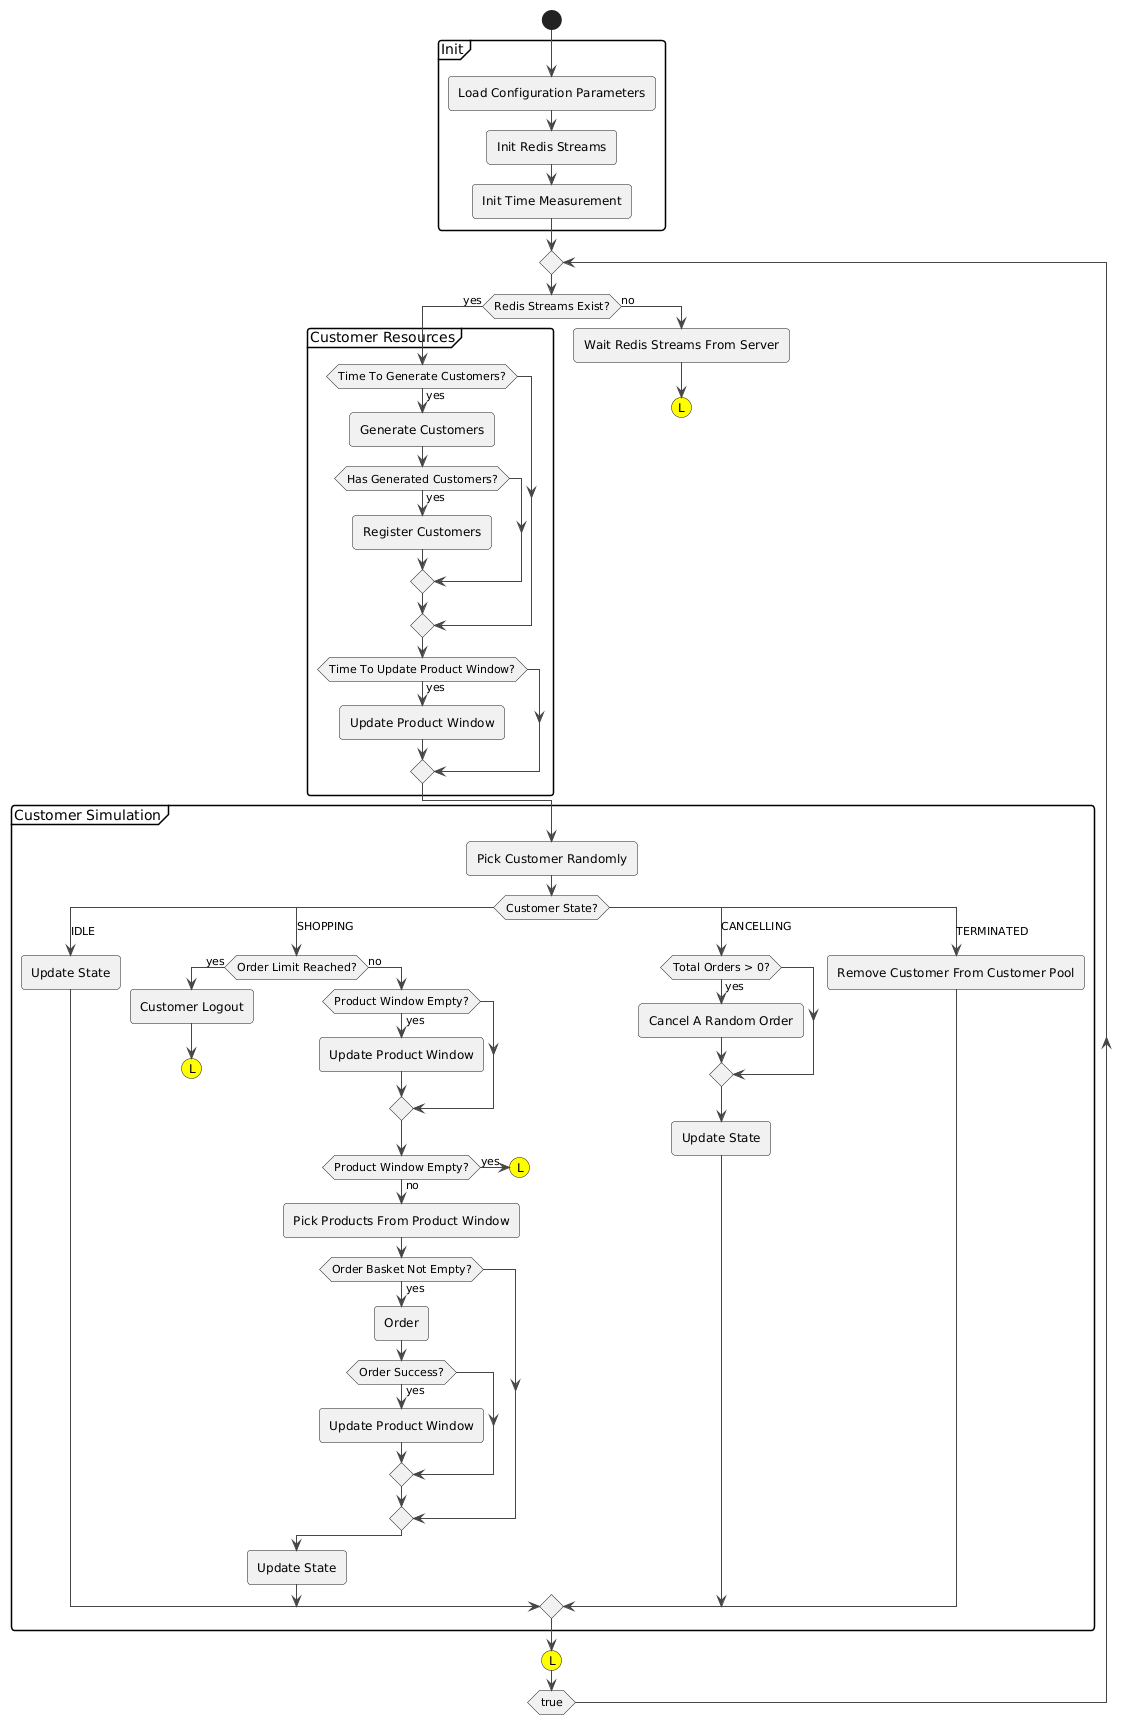 Init
Load Configuration Parameters
Init Redis Streams
Init Time Measurement
yes
Redis Streams Exist?
no
Customer Resources
Wait Redis Streams From Server
Time To Generate Customers?
yes
L
Generate Customers
Has Generated Customers?
yes
Register Customers
Time To Update Product Window?
yes
Update Product Window
Customer Simulation
Pick Customer Randomly
Customer State?
IDLE
Update State
SHOPPING
yes
Order Limit Reached?
no
Customer Logout
L
Product Window Empty?
yes
Update Product Window
Product Window Empty?
yes
L
no
Pick Products From Product Window
Order Basket Not Empty?
yes
Order
Order Success?
yes
Update Product Window
Update State
CANCELLING
Total Orders > 0?
yes
Cancel A Random Order
Update State
TERMINATED
Remove Customer From Customer Pool
L
true